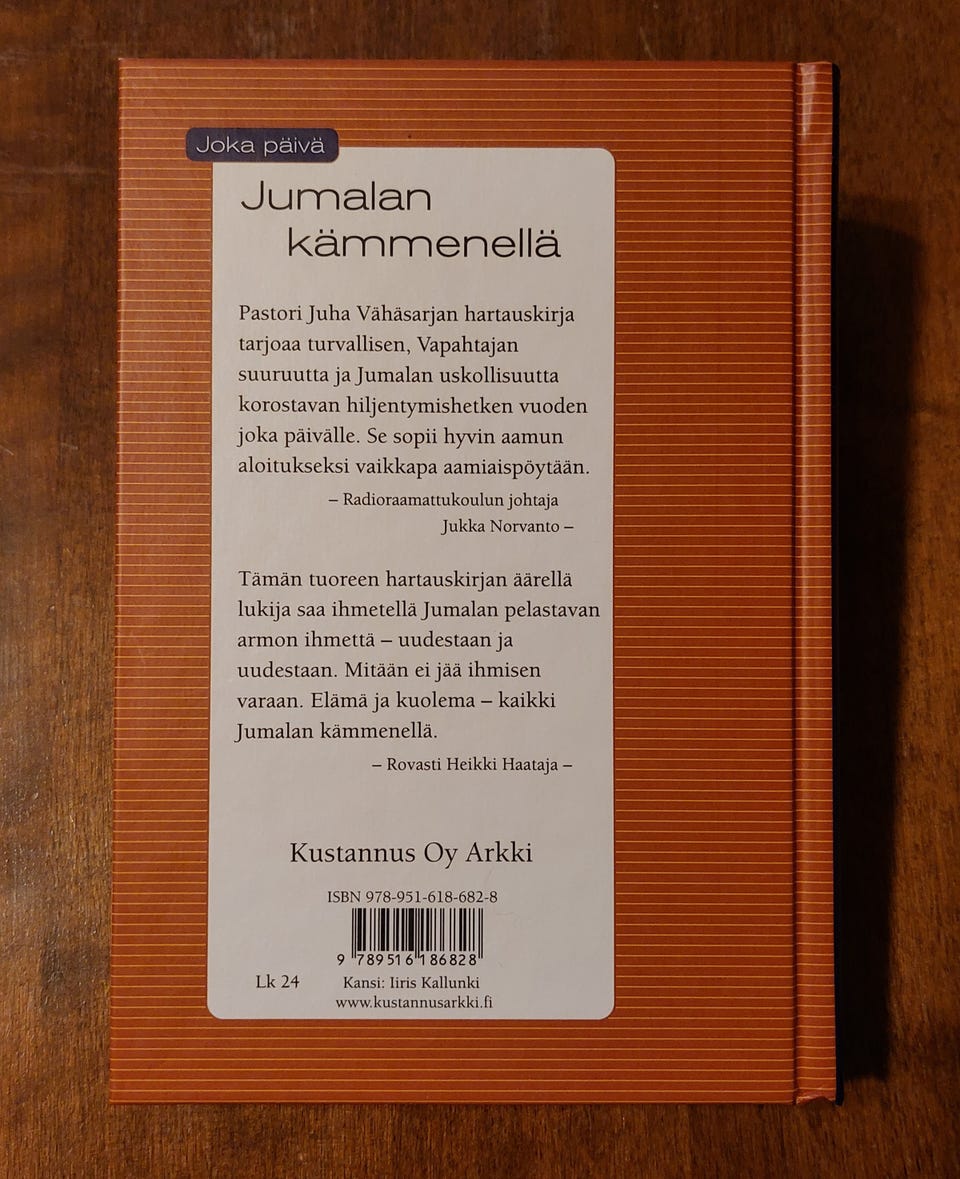 Joka päivä
Jumalan
kämmenellä
Pastori Juha Vähäsarjan hartauskirja
tarjoaa turvallisen, Vapahtajan
suuruutta ja Jumalan uskollisuutta
korostavan hiljentymishetken vuoden
joka päivälle. Se sopii hyvin aamun
aloitukseksi vaikkapa aamiaispöytään.
– Radioraamattukoulun johtaja
Jukka Norvanto –
Tämän tuoreen hartauskirjan äärellä
lukija saa ihmetellä Jumalan pelastavan
armon ihmettä – uudestaan ja
uudestaan. Mitään ei jää ihmisen
varaan. Elämä ja kuolema – kaikki
Jumalan kämmenellä.
– Rovasti Heikki Haataja –
Kustannus Oy Arkki
ISBN 978-951-618-682-8
9 789516 186828
Lk 24 Kansi: Iiris Kallunki
www.kustannusarkki.fi